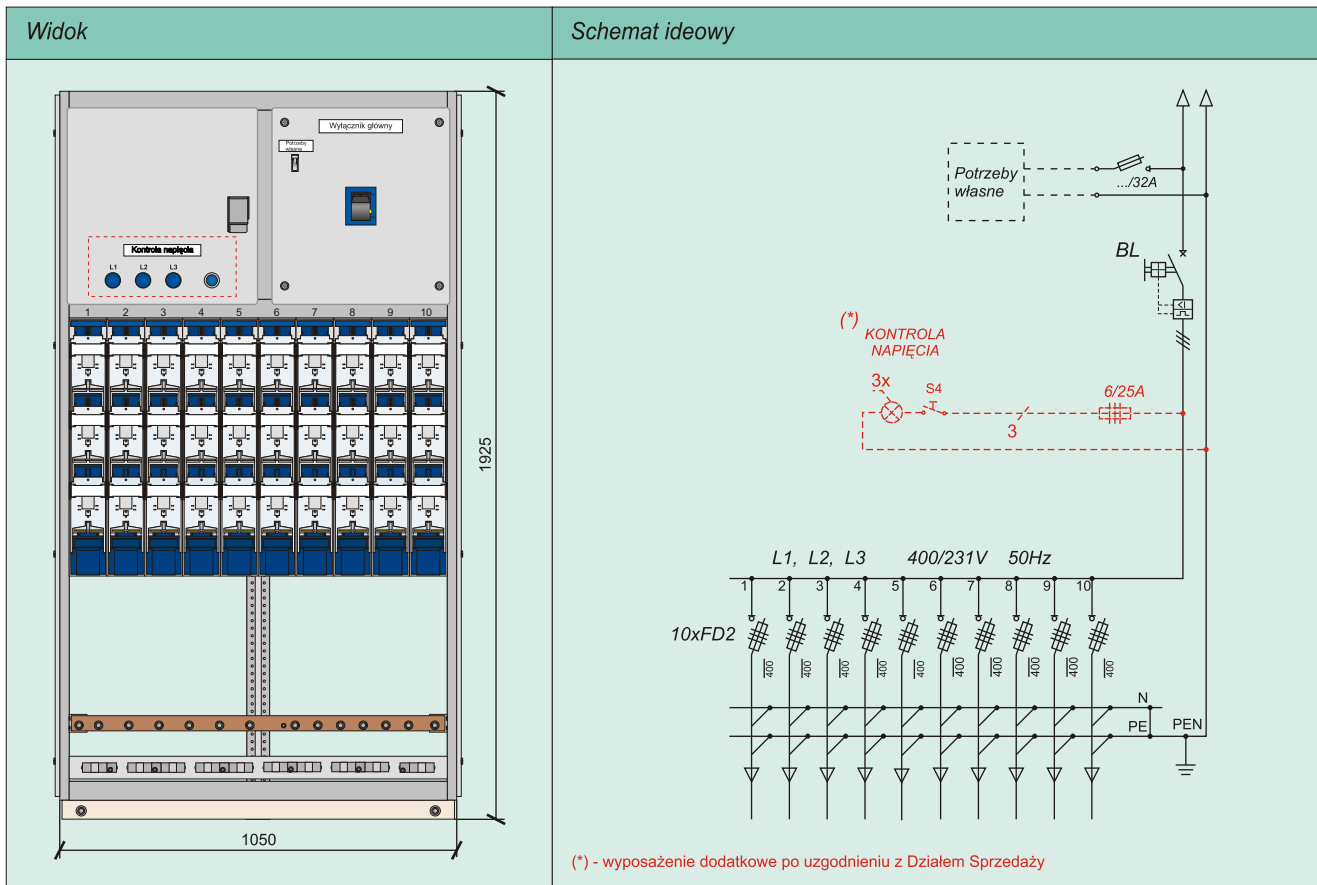 Widok
Schemat ideowy
Wyłącznik główny
Potrzeby
własne
Kontrola napięcia
L1 L2 L3
1 2 3 4 5 6 7 8 9 10
1925
1050
Potrzeby
własne
.../32A
BL
(*)
KONTROLA
NAPIĘCIA
3x
S4
3
6/25A
L1, L2, L3 400/231V 50Hz
1 2 3 4 5 6 7 8 9 10
10xFD2
400 400 400 400 400 400 400 400 400 400
N
PE
PEN
(*) - wyposażenie dodatkowe po uzgodnieniu z Działem Sprzedaży